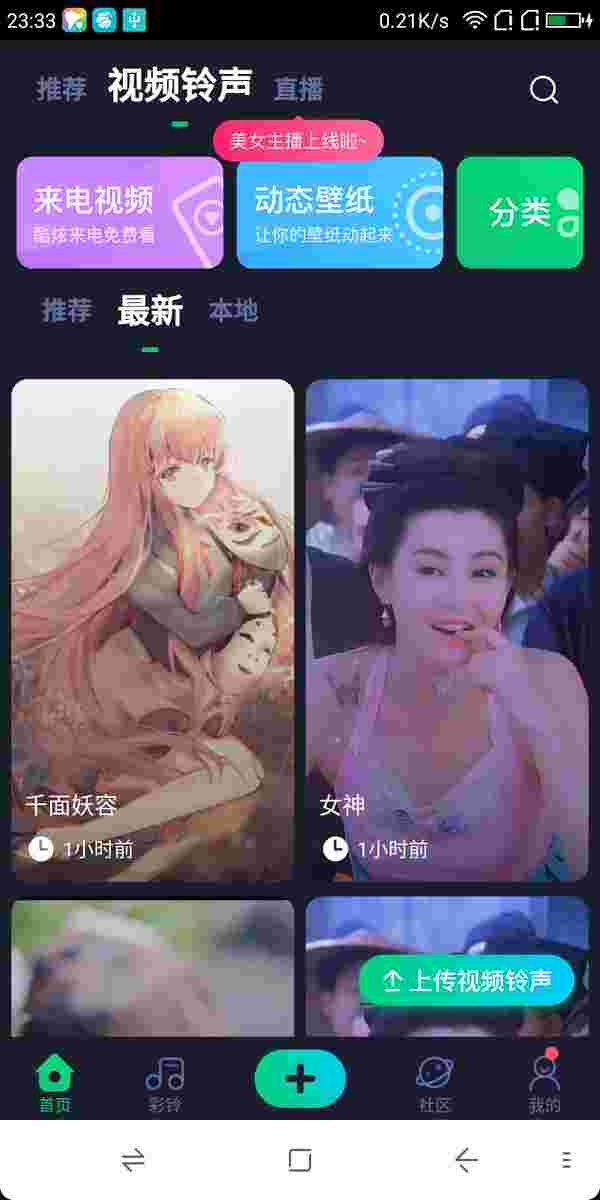 23:33
0.21K/s
推荐 视频铃声 直播
美女主播上线啦~
来电视频
酷炫来电免费看
动态壁纸
让你的壁纸动起来
分类
推荐 最新 本地
千面妖容
1小时前
女神
1小时前
上传视频铃声
首页
彩铃
社区
我的